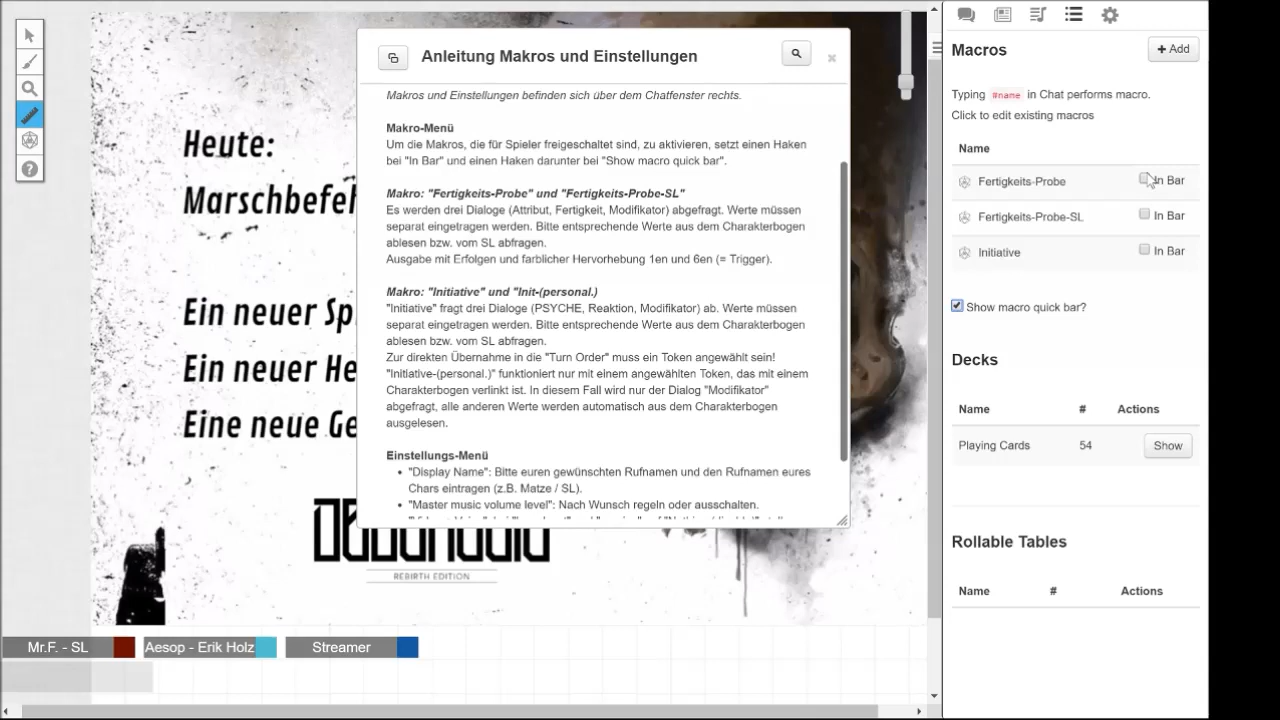 Anleitung Makros und Einstellungen
Makros und Einstellungen befinden sich über dem Chatfenster rechts.
Makro-Menü
Um die Makros, die für Spieler freigeschaltet sind, zu aktivieren, setzt einen Haken
bei "In Bar" und einen Haken darunter bei "Show macro quick bar".
Makro: "Fertigkeits-Probe" und "Fertigkeits-Probe-SL"
Es werden drei Dialoge (Attribut, Fertigkeit, Modifikator) abgefragt. Werte müssen
separat eingetragen werden. Bitte entsprechende Werte aus dem Charakterbogen
ablesen bzw. vom SL abfragen.
Ausgabe mit Erfolgen und farblicher Hervorhebung 1en und 6en (= Trigger).
Makro: "Initiative" und "Init-(personal.)
"Initiative" fragt drei Dialoge (PSYCHE, Reaktion, Modifikator) ab. Werte müssen
separat eingetragen werden. Bitte entsprechende Werte aus dem Charakterbogen
ablesen bzw. vom SL abfragen.
Zur direkten Übernahme in die "Turn Order" muss ein Token angewählt sein!
"Initiative-(personal.)" funktioniert nur mit einem angewählten Token, das mit einem
Charakterbogen verlinkt ist. In diesem Fall wird nur der Dialog "Modifikator"
abgefragt, alle anderen Werte werden automatisch aus dem Charakterbogen
ausgelesen.
Einstellungs-Menü
• "Display Name": Bitte euren gewünschten Rufnamen und den Rufnamen eures
Chars eintragen (z.B. Matze / SL).
• "Master music volume level": Nach Wunsch regeln oder ausschalten.
Heute:
Marschbefeh
Ein neuer Sp
Ein neuer He
Eine neue Ge
REBIRTH EDITION
Mr.F. - SL
Aesop - Erik Holz
Streamer
Macros
+ Add
Typing #name in Chat performs macro.
Click to edit existing macros
Name
Fertigkeits-Probe In Bar
Fertigkeits-Probe-SL In Bar
Initiative In Bar
Show macro quick bar?
Decks
Name # Actions
Playing Cards 54 Show
Rollable Tables
Name # Actions